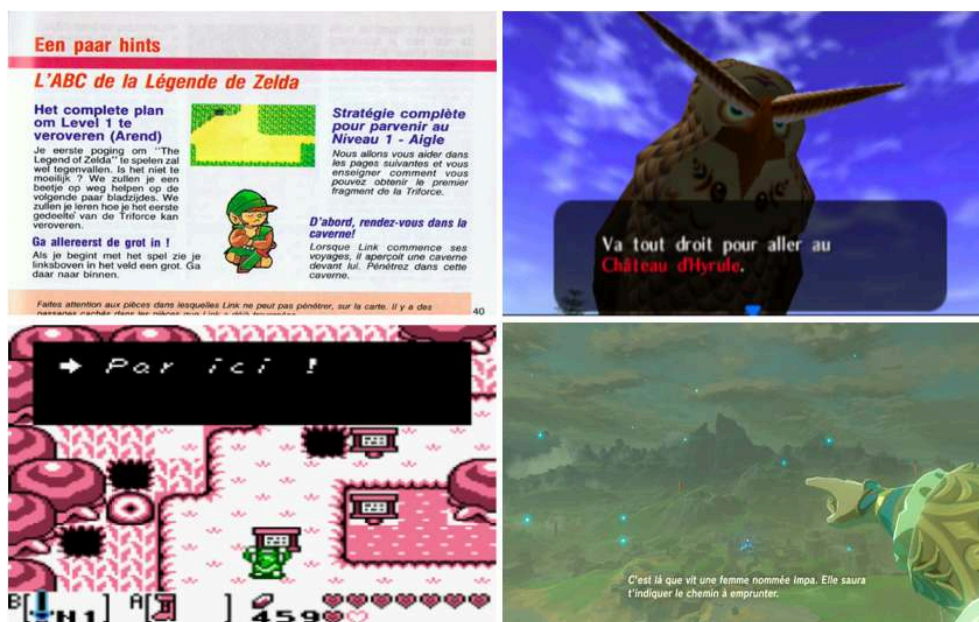 Een paar hints
L'ABC de la Légende de Zelda
Het complete plan
om Level 1 te
veroveren (Arend)
Je eerste poging om "The
Legend of Zelda" te spelen zal
wel tegenvallen. Is het niet te
moeilijk ? We zullen je een
beetje op weg helpen op de
volgende paar bladzijdes. We
zullen je leren hoe je het eerste
gedeelte van de Triforce kan
veroveren.
Ga allereerst de grot in !
Als je begint met het spel zie je
linksboven in het veld een grot. Ga
daar naar binnen.
Stratégie complète
pour parvenir au
Niveau 1 - Aigle
Nous allons vous aider dans
les pages suivantes et vous
enseigner comment vous
pouvez obtenir le premier
fragment de la Triforce.
D'abord, rendez-vous dans la
caverne!
Lorsque Link commence ses
voyages, il aperçoit une caverne
devant lui. Pénétrez dans cette
caverne.
Faites attention aux pièces dans lesquelles Link ne peut pas pénétrer, sur la carte. Il y a des
passages cachés dans les pièces que Link a déjà
40
Va tout droit pour aller au
Château d'Hyrule.
→ Par ici !
B[ N1] A[ ] 459
C'est là que vit une femme nommée Impa. Elle saura
t'indiquer le chemin à emprunter.